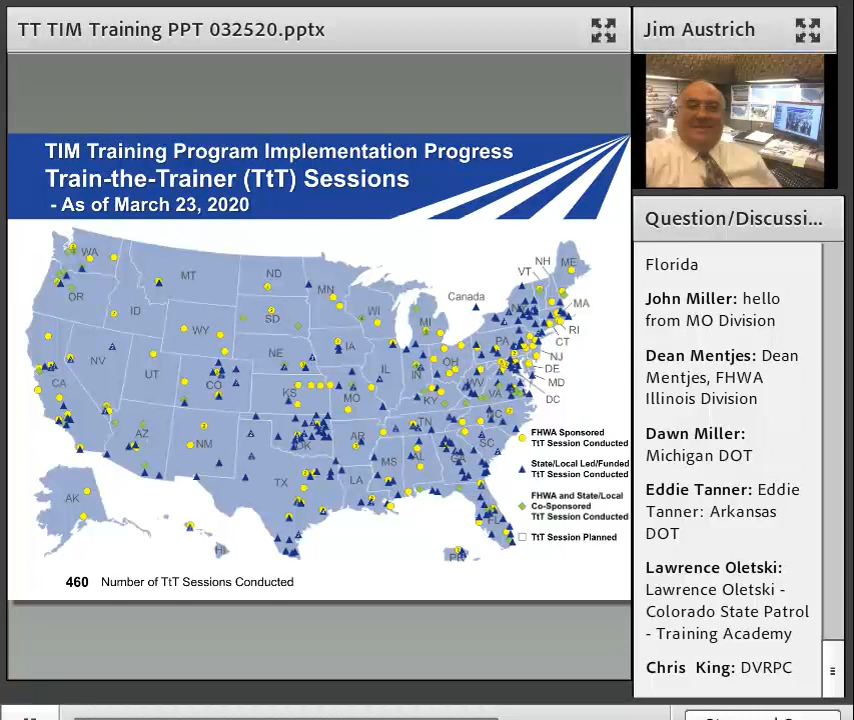 TT TIM Training PPT 032520.pptx
Jim Austrich
TIM Training Program Implementation Progress
Train-the-Trainer (TtT) Sessions
- As of March 23, 2020
WA
MT
ND
MN
OR
ID
WY
SD
WI
MI
Canada
VT
NH
ME
MA
RI
CT
NJ
DE
MD
DC
NY
PA
NV
UT
CO
NE
IA
IL
IN
OH
WV
VA
KY
CA
AZ
NM
KS
MO
OK
AR
TN
NC
SC
TX
LA
MS
AL
GA
FL
AK
HI
PR
FHWA Sponsored
TtT Session Conducted
State/Local Led/Funded
TtT Session Conducted
FHWA and State/Local
Co-Sponsored
TtT Session Conducted
TtT Session Planned
460 Number of TtT Sessions Conducted
Question/Discussi...
Florida
John Miller: hello
from MO Division
Dean Mentjes: Dean
Mentjes, FHWA
Illinois Division
Dawn Miller:
Michigan DOT
Eddie Tanner: Eddie
Tanner: Arkansas
DOT
Lawrence Oletski:
Lawrence Oletski -
Colorado State Patrol
- Training Academy
Chris King: DVRPC